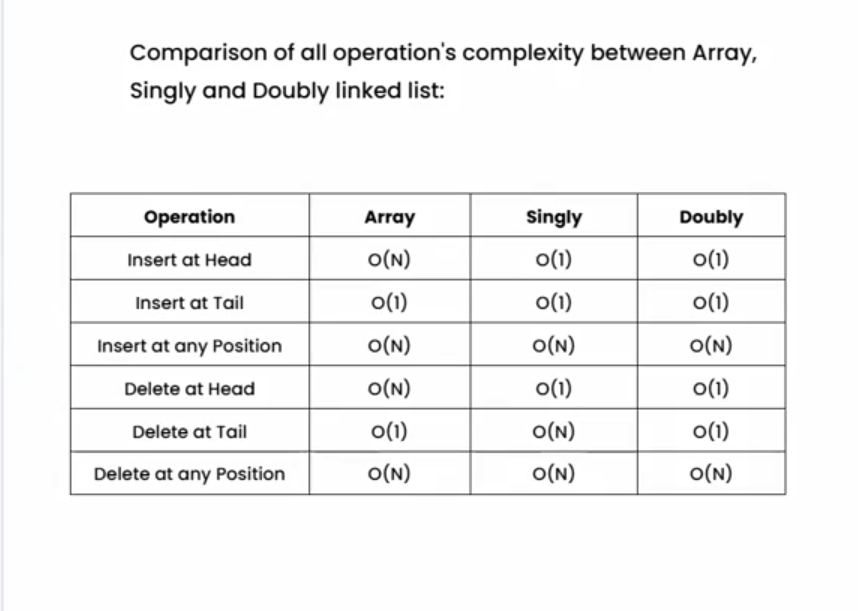 Comparison of all operation's complexity between Array,
Singly and Doubly linked list:
Operation Array Singly Doubly
Insert at Head O(N) O(1) O(1)
Insert at Tail O(1) O(1) O(1)
Insert at any Position O(N) O(N) O(N)
Delete at Head O(N) O(1) O(1)
Delete at Tail O(1) O(N) O(1)
Delete at any Position O(N) O(N) O(N)